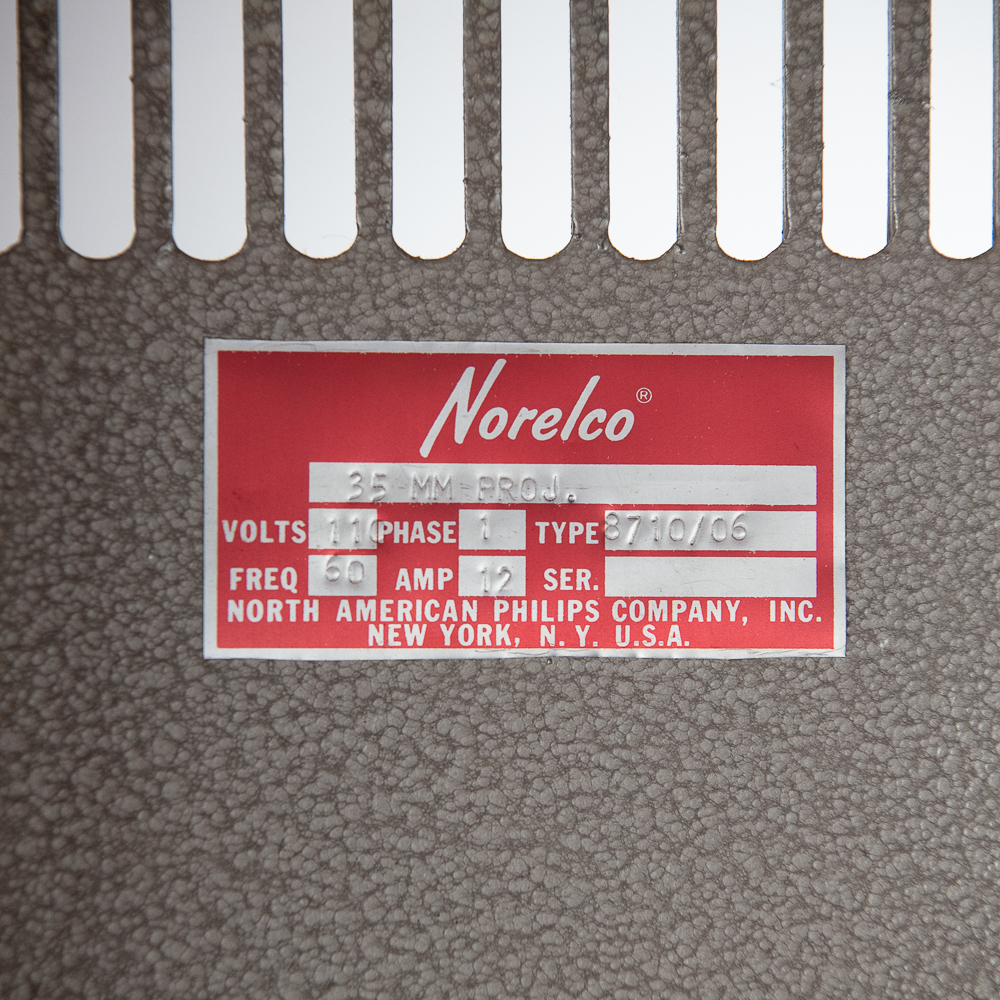 Norelco®
35 MM PROJ.
VOLTS 110 PHASE 1 TYPE 8710/06
FREQ 60 AMP 12 SER.
NORTH AMERICAN PHILIPS COMPANY, INC.
NEW YORK, N.Y. U.S.A.